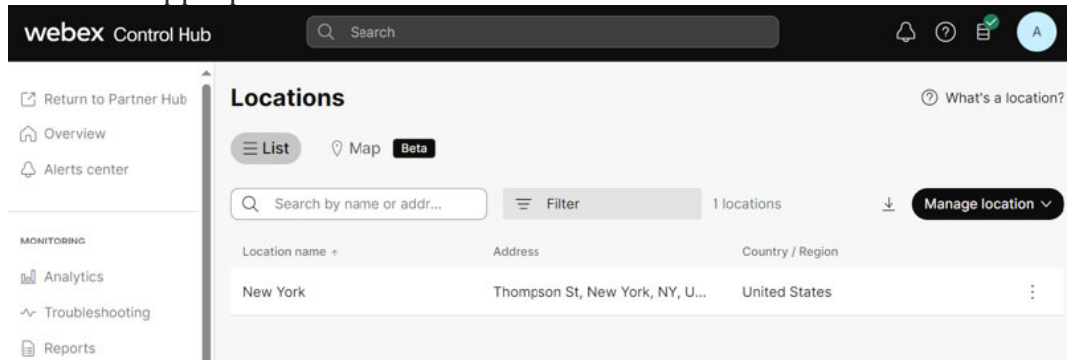 webex Control Hub
Search
A
Return to Partner Hub
Overview
Alerts center
MONITORING
Analytics
Troubleshooting
Reports
Locations
What's a location?
List
Map
Beta
Search by name or addr...
Filter
1 locations
Manage location
Location name ↑
Address
Country / Region
New York
Thompson St, New York, NY, U...
United States